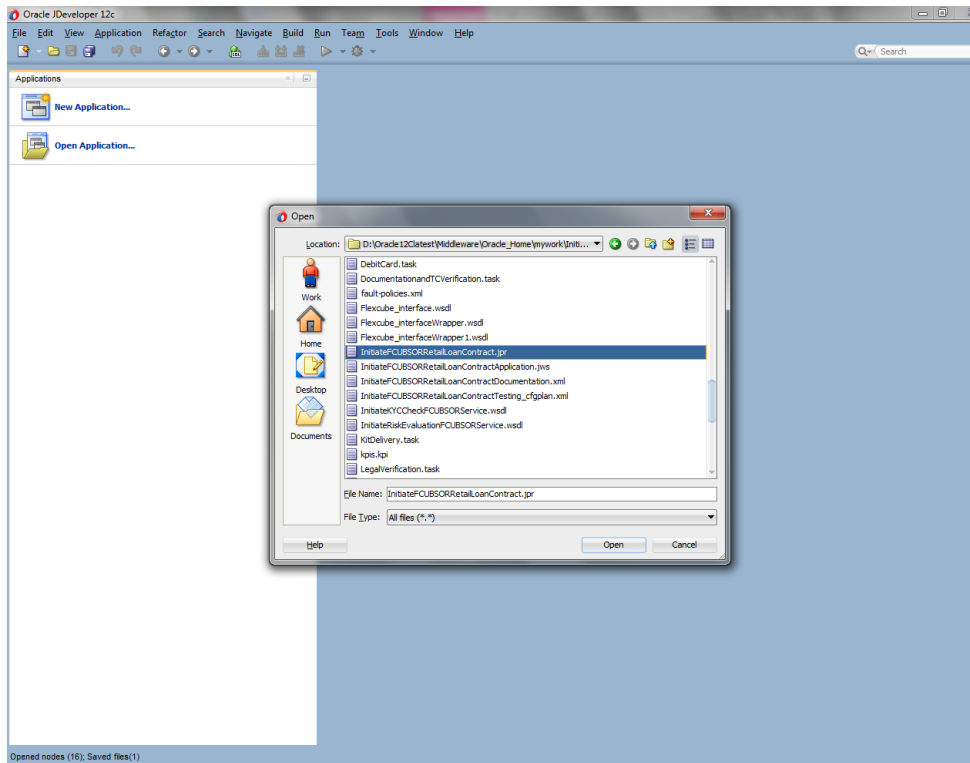 Oracle JDeveloper 12c
File Edit View Application Refactor Search Navigate Build Run Team Tools Window Help
Search
Applications
New Application...
Open Application...
Open
Location: D:\Oracle12Clatest\Middleware\Oracle_Home\mywork\Initi...
Work
Home
Desktop
Documents
DebitCard.task
DocumentationandTCVerification.task
fault-policies.xml
Flexcube_interface.wsdl
Flexcube_interfaceWrapper.wsdl
Flexcube_interfaceWrapper1.wsdl
InitiateFCUBSORRetailLoanContract.jpr
InitiateFCUBSORRetailLoanContractApplication.jws
InitiateFCUBSORRetailLoanContractDocumentation.xml
InitiateFCUBSORRetailLoanContractTesting_cfgplan.xml
InitiateKYCCheckFCUBSORService.wsdl
InitiateRiskEvaluationFCUBSORService.wsdl
KitDelivery.task
kpis.kpi
LegalVerification.task
File Name: InitiateFCUBSORRetailLoanContract.jpr
File Type: All files (*.*)
Help Open Cancel
Opened nodes (16); Saved files(1)